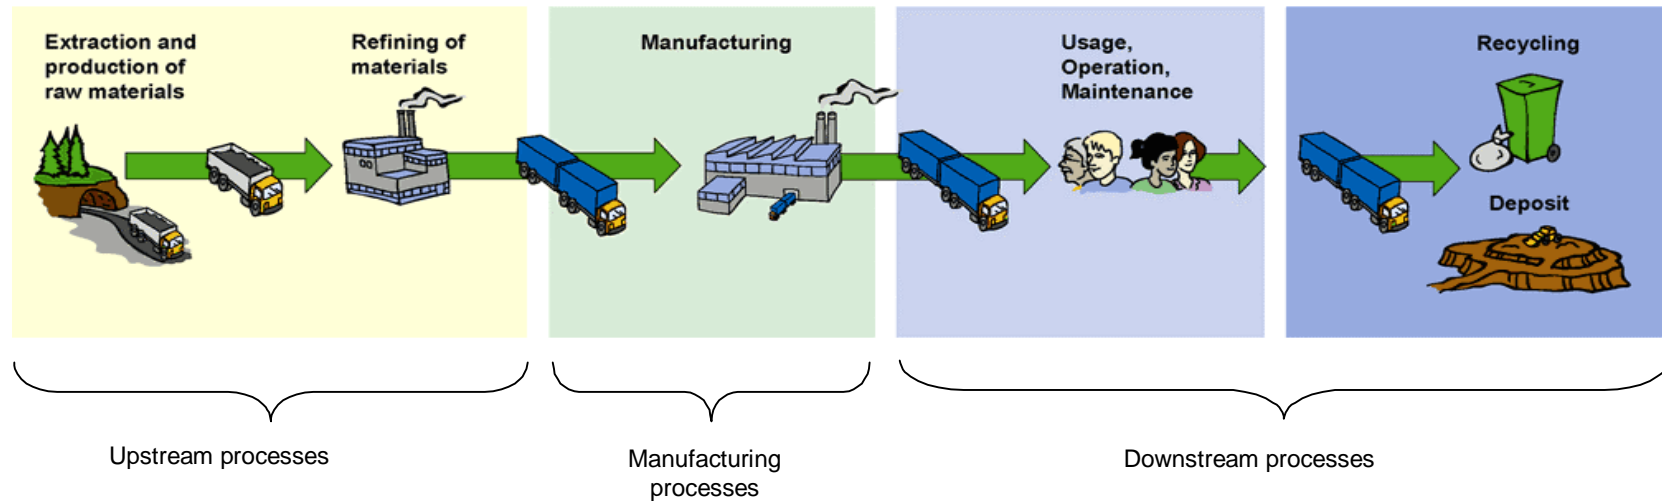 Extraction and
production of
raw materials
Refining of
materials
Manufacturing
Usage,
Operation,
Maintenance
Recycling
Deposit
Upstream processes
Manufacturing
processes
Downstream processes